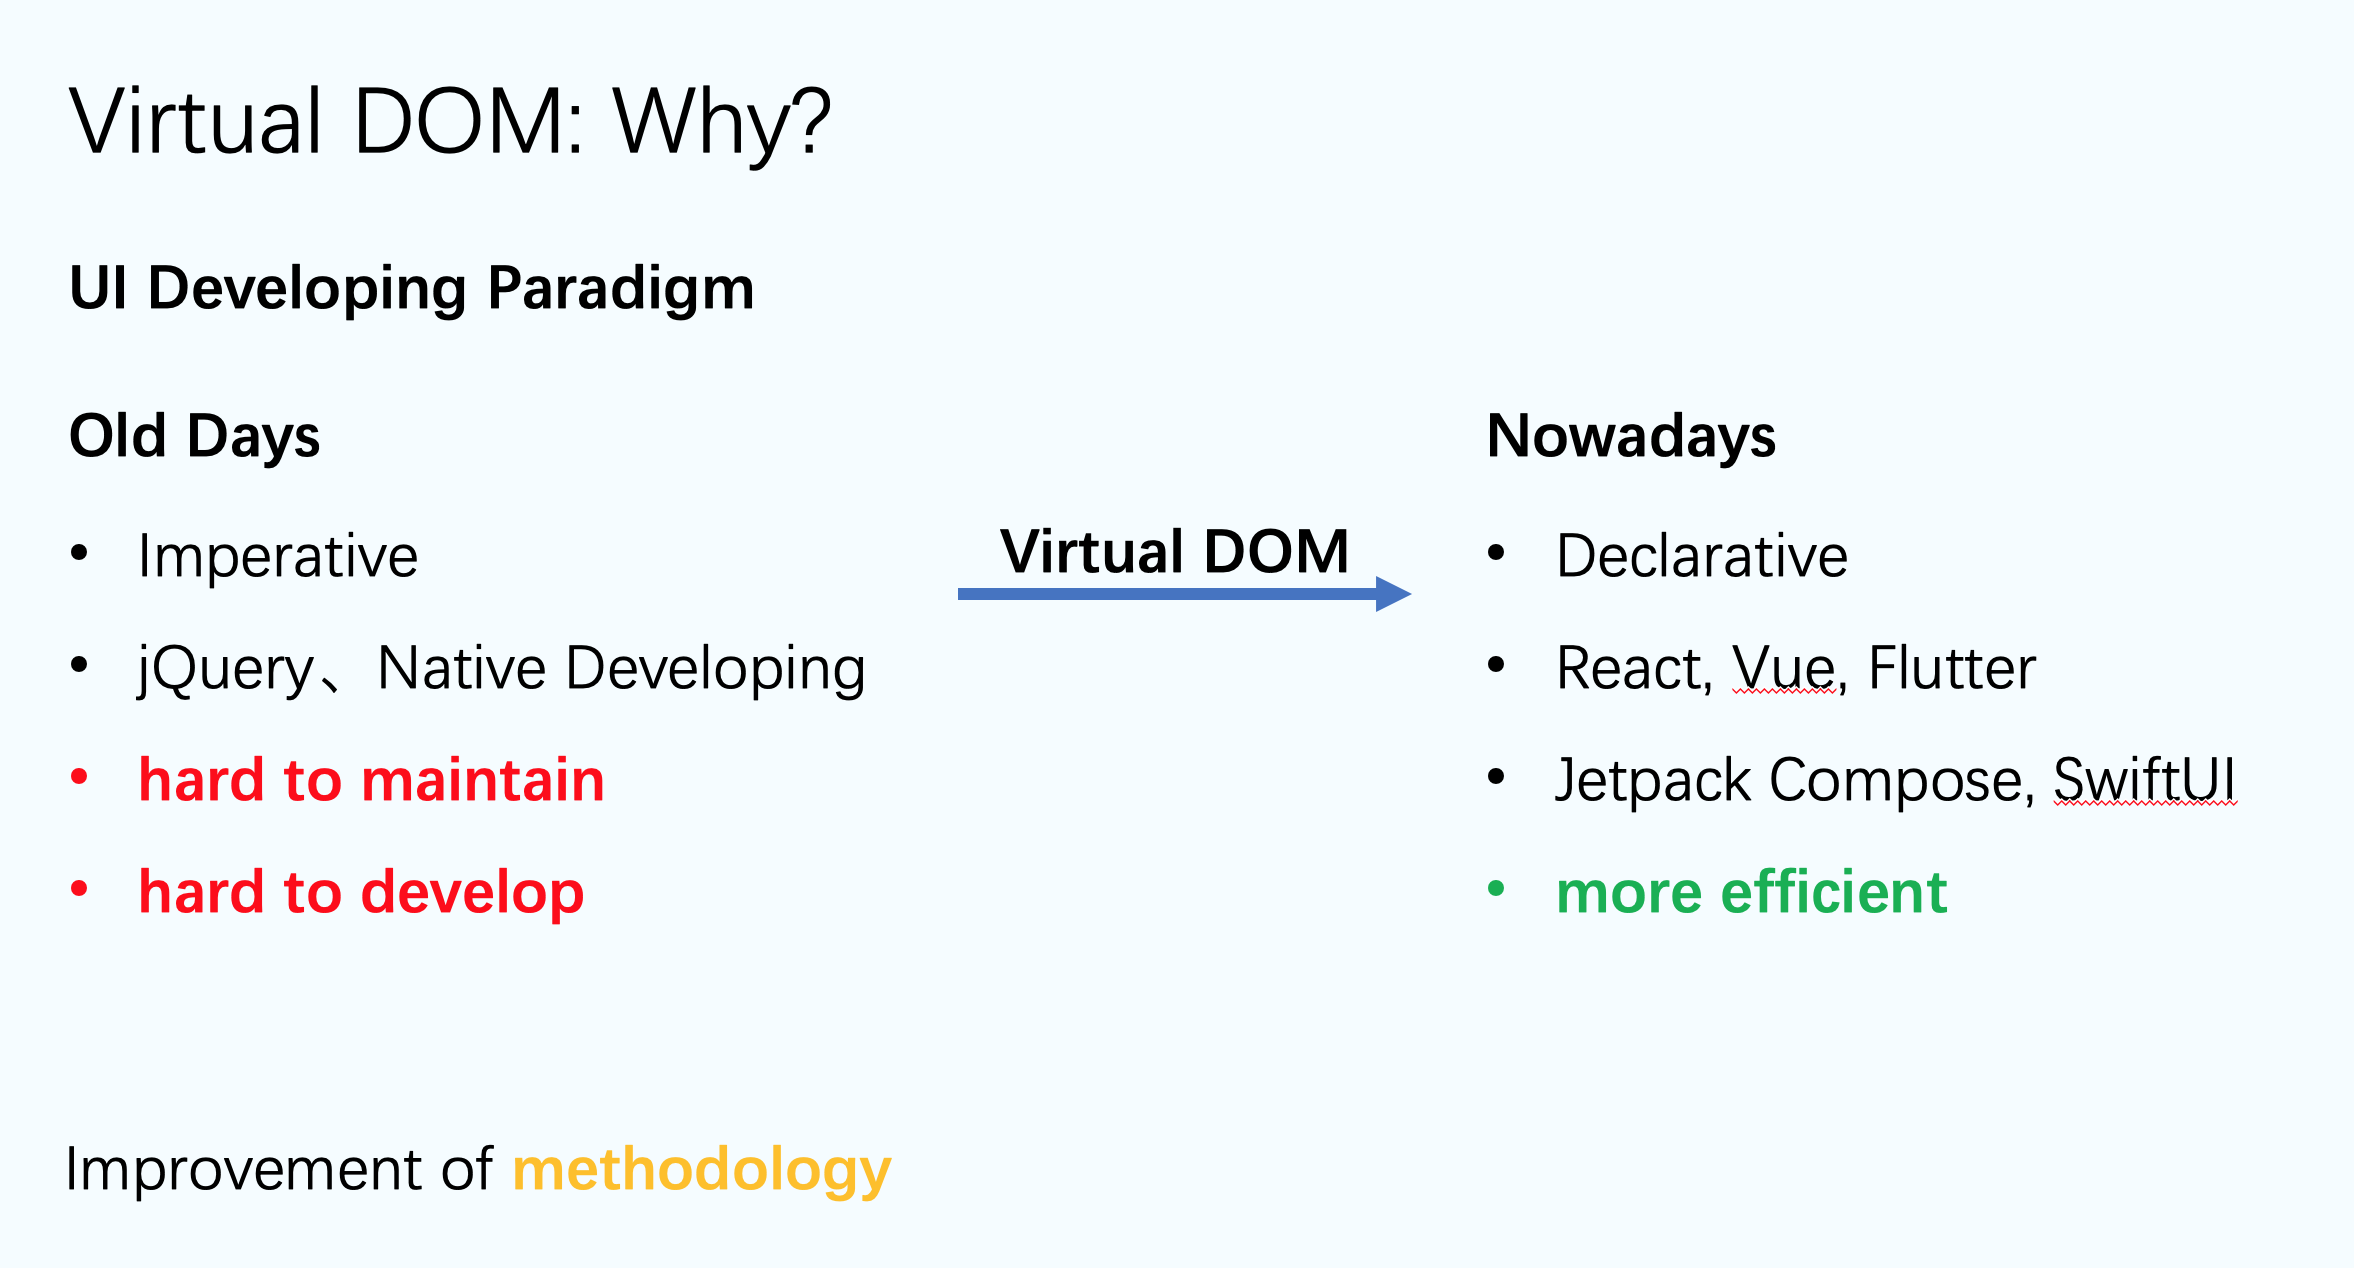 Virtual DOM: Why?
UI Developing Paradigm
Old Days
• Imperative
• jQuery、Native Developing
• hard to maintain
• hard to develop
Virtual DOM
Nowadays
• Declarative
• React, Vue, Flutter
• Jetpack Compose, SwiftUI
• more efficient
Improvement of methodology